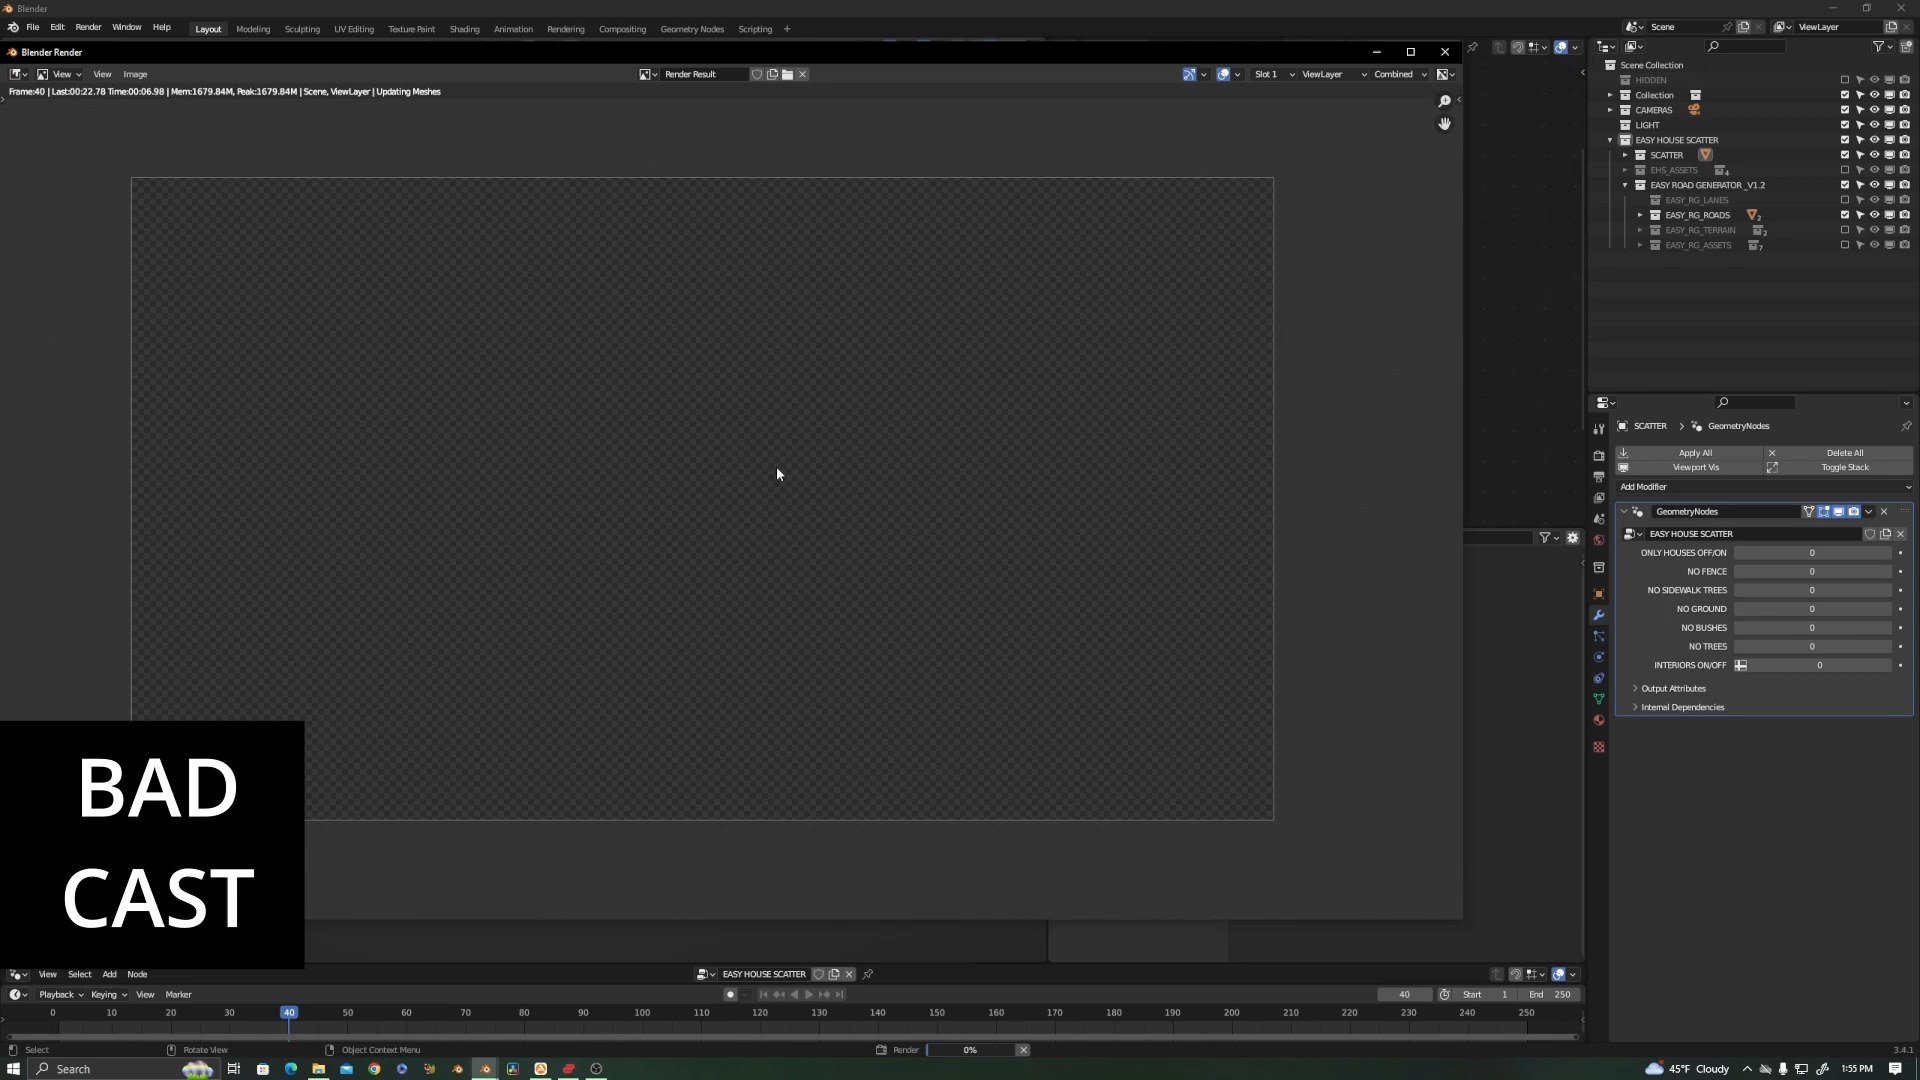 Blender
File Edit Render Window Help Layout Modeling Sculpting UV Editing Texture Paint Shading Animation Rendering Compositing Geometry Nodes Scripting + Scene ViewLayer
Blender Render
View View Image Render Result Slot 1 ViewLayer Combined
Frame:40 | Last:00:22.78 Time:00:06.98 | Mem:1679.84M, Peak:1679.84M | Scene, ViewLayer | Updating Meshes
Scene Collection
HIDDEN
Collection
CAMERAS
LIGHT
EASY HOUSE SCATTER
SCATTER
EHS_ASSETS 4
EASY ROAD GENERATOR _V1.2
EASY_RG_LANES
EASY_RG_ROADS 2
EASY_RG_TERRAIN 2
EASY_RG_ASSETS 7
SCATTER > GeometryNodes
Apply All Delete All
Viewport Vis Toggle Stack
Add Modifier
GeometryNodes
EASY HOUSE SCATTER
ONLY HOUSES OFF/ON 0
NO FENCE 0
NO SIDEWALK TREES 0
NO GROUND 0
NO BUSHES 0
NO TREES 0
INTERIORS ON/OFF 0
Output Attributes
Internal Dependencies
BAD
CAST
View Select Add Node EASY HOUSE SCATTER
Playback Keying View Marker 40 Start 1 End 250
0 10 20 30 40 50 60 70 80 90 100 110 120 130 140 150 160 170 180 190 200 210 220 230 240 250
Select Rotate View Object Context Menu Render 0% 3.4.1
Search 45°F Cloudy 1:55 PM